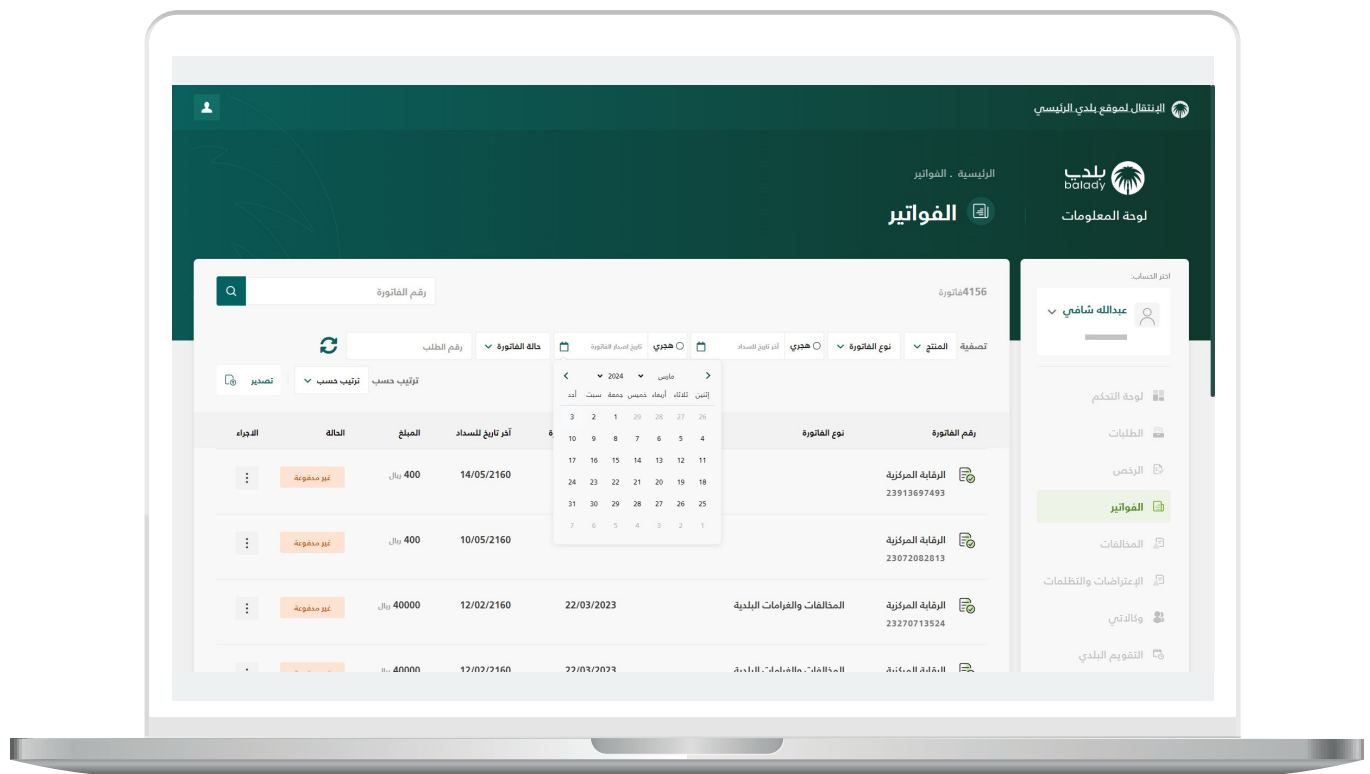 الإنتقال لموقع بلدي الرئيسي
بلدي
balady
لوحة المعلومات
الرئيسية . الفواتير
الفواتير
اختر الحساب:
عبدالله شافي
لوحة التحكم
الطلبات
الرخص
الفواتير
المخالفات
الإعتراضات والتظلمات
وكالاتي
التقويم البلدي
4156فاتورة
رقم الفاتورة
تصفية المنتج نوع الفاتورة هجري آخر تاريخ للسداد هجري تاريخ اصدار الفاتورة حالة الفاتورة رقم الطلب
ترتيب حسب ترتيب حسب تصدير
مارس 2024
إثنين ثلاثاء أربعاء خميس جمعة سبت أحد
26 27 28 29 1 2 3
4 5 6 7 8 9 10
11 12 13 14 15 16 17
18 19 20 21 22 23 24
25 26 27 28 29 30 31
1 2 3 4 5 6 7
رقم الفاتورة نوع الفاتورة آخر تاريخ للسداد المبلغ الحالة الاجراء
الرقابة المركزية 14/05/2160 400 ريال غير مدفوعة
23913697493
الرقابة المركزية 10/05/2160 400 ريال غير مدفوعة
23072082813
الرقابة المركزية المخالفات والغرامات البلدية 22/03/2023 12/02/2160 40000 ريال غير مدفوعة
23270713524
الرقابة المركزية المخالفات والغرامات البلدية 22/03/2023 12/02/2160 40000 ريال